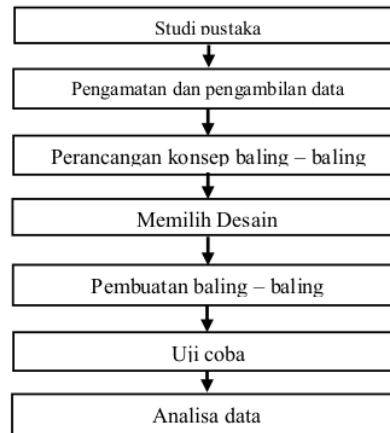 Studi pustaka
Pengamatan dan pengambilan data
Perancangan konsep baling – baling
Memilih Desain
Pembuatan baling – baling
Uji coba
Analisa data